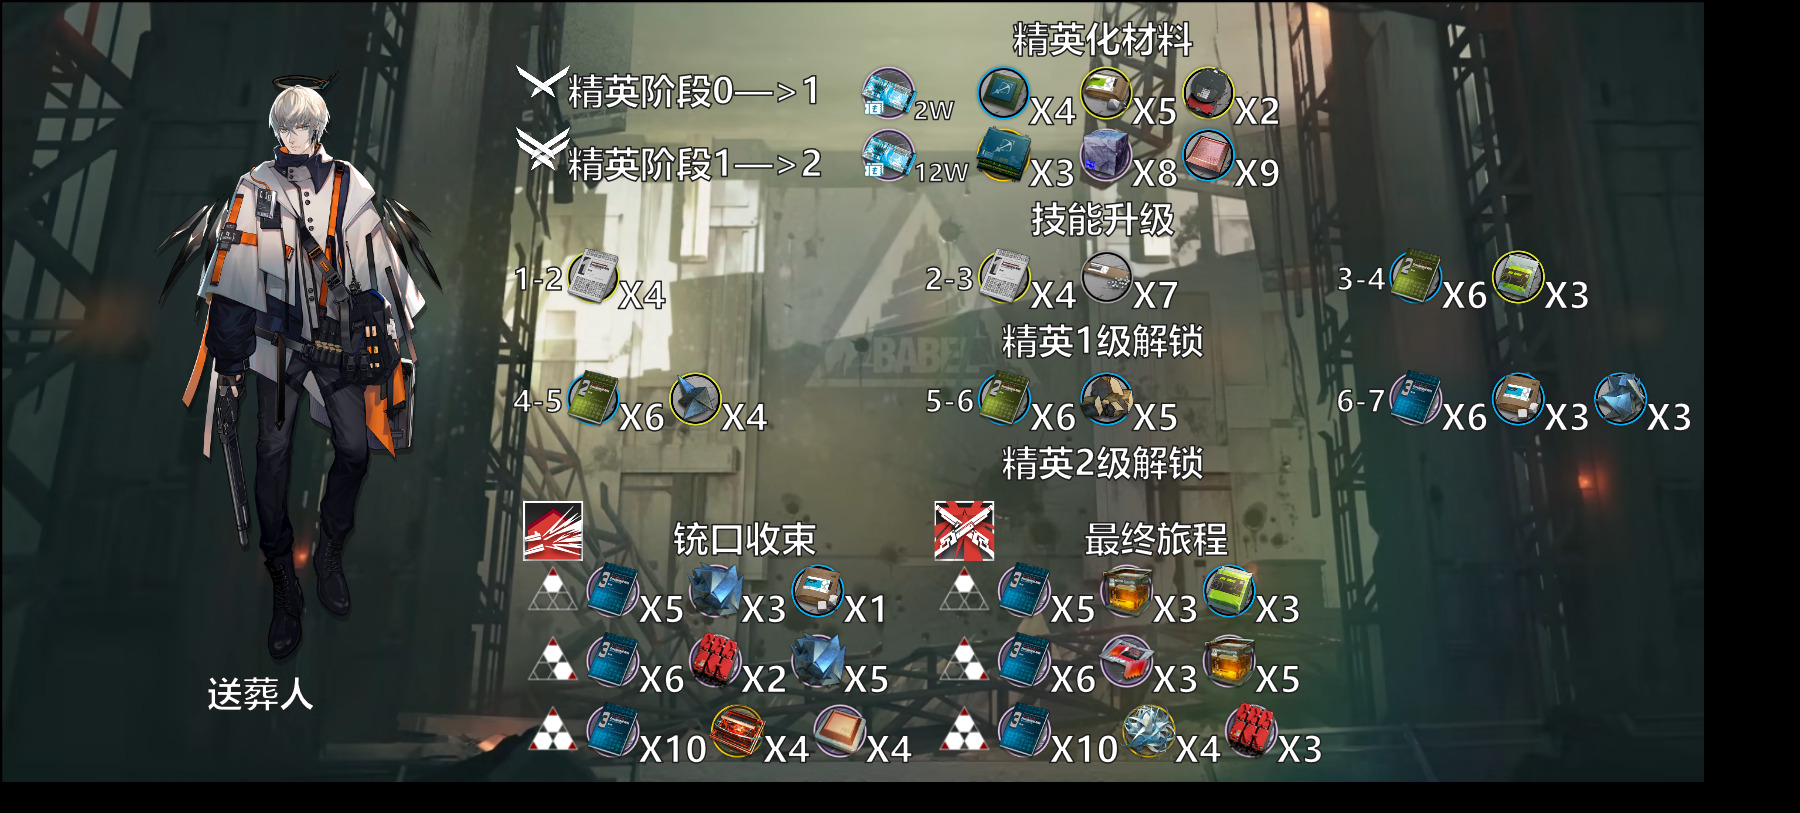 精英化材料
精英阶段0—>1 2W X4 X5 X2
精英阶段1—>2 12W X3 X8 X9
技能升级
1-2 X4 2-3 X4 X7 3-4 X6 X3
BABEL
精英1级解锁
4-5 X6 X4 5-6 X6 X5 6-7 X6 X3 X3
精英2级解锁
铳口收束 最终旅程
X5 X3 X1 X5 X3 X3
X6 X2 X5 X6 X3 X5
X10 X4 X4 X10 X4 X3
送葬人